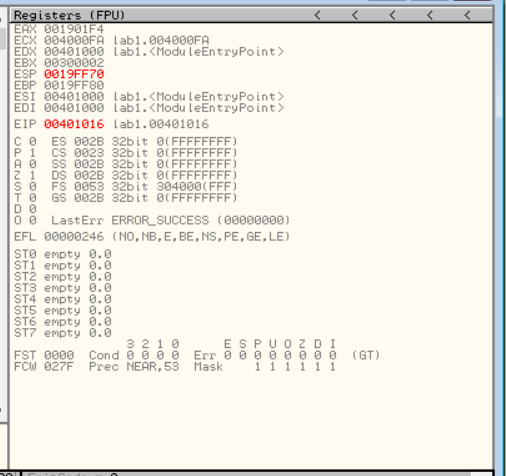 Registers (FPU) < < < < <
EAX 001901F4
ECX 004000FA lab1.004000FA
EDX 00401000 lab1.<ModuleEntryPoint>
EBX 00300002
ESP 0019FF70
EBP 0019FF80
ESI 00401000 lab1.<ModuleEntryPoint>
EDI 00401000 lab1.<ModuleEntryPoint>
EIP 00401016 lab1.00401016
C 0 ES 002B 32bit 0(FFFFFFFF)
P 1 CS 0023 32bit 0(FFFFFFFF)
A 0 SS 002B 32bit 0(FFFFFFFF)
Z 1 DS 002B 32bit 0(FFFFFFFF)
S 0 FS 0053 32bit 304000(FFF)
T 0 GS 002B 32bit 0(FFFFFFFF)
D 0
O 0 LastErr ERROR_SUCCESS (00000000)
EFL 00000246 (NO,NB,E,BE,NS,PE,GE,LE)
ST0 empty 0.0
ST1 empty 0.0
ST2 empty 0.0
ST3 empty 0.0
ST4 empty 0.0
ST5 empty 0.0
ST6 empty 0.0
ST7 empty 0.0
3 2 1 0 E S P U O Z D I
FST 0000 Cond 0 0 0 0 Err 0 0 0 0 0 0 0 0 (GT)
FCW 027F Prec NEAR,53 Mask 1 1 1 1 1 1